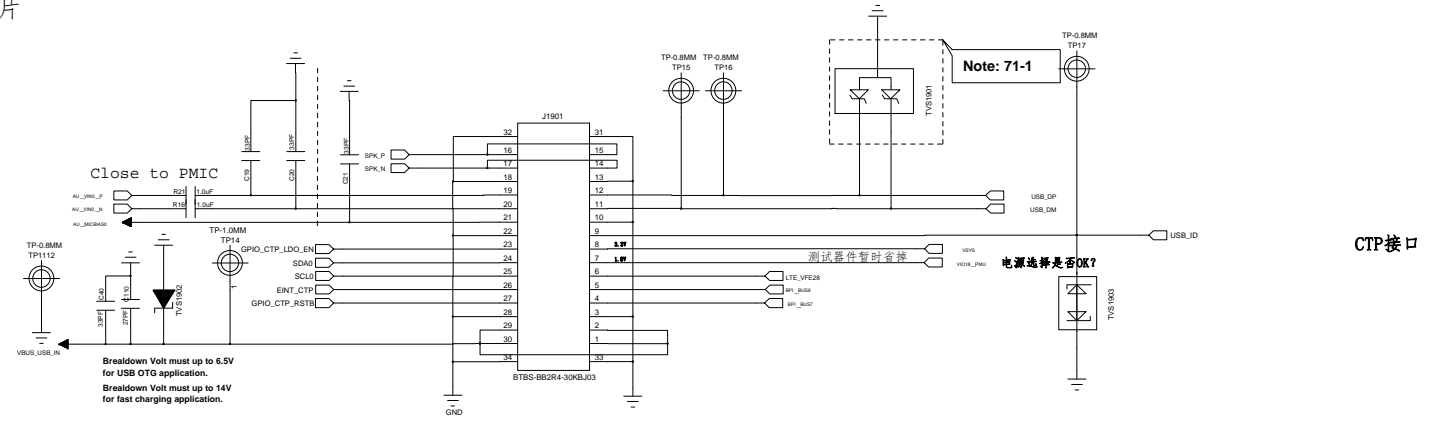 片
TP-0.8MM
TP17
TP-0.8MM
TP15
TP-0.8MM
TP16
Note: 71-1
TVS1901
J1901
33PF
C19
33PF
C20
33PF
C21
SPK_P
SPK_N
Close to PMIC
AU_VIN0_P
R21
1.0uF
AU_VIN0_N
R16
1.0uF
AU_MICBIAS0
32
16
17
18
19
20
21
22
23
24
25
26
27
28
29
30
34
31
15
14
13
12
11
10
9
8
7
6
5
4
3
2
1
33
USB_DP
USB_DM
USB_ID
3.3V
VSYS
1.8V
测试器件暂时省掉
VIO18_PMU
电源选择是否OK?
CTP接口
TP-1.0MM
TP14
1
GPIO_CTP_LDO_EN
SDA0
SCL0
EINT_CTP
GPIO_CTP_RSTB
LTE_VFE28
BPI_BUS6
BPI_BUS7
TP-0.8MM
TP1112
C40
33PF
C110
27PF
TVS1902
TVS1903
VBUS_USB_IN
Brealdown Volt must up to 6.5V
for USB OTG application.
Brealdown Volt must up to 14V
for fast charging application.
BTBS-BB2R4-30KBJ03
GND